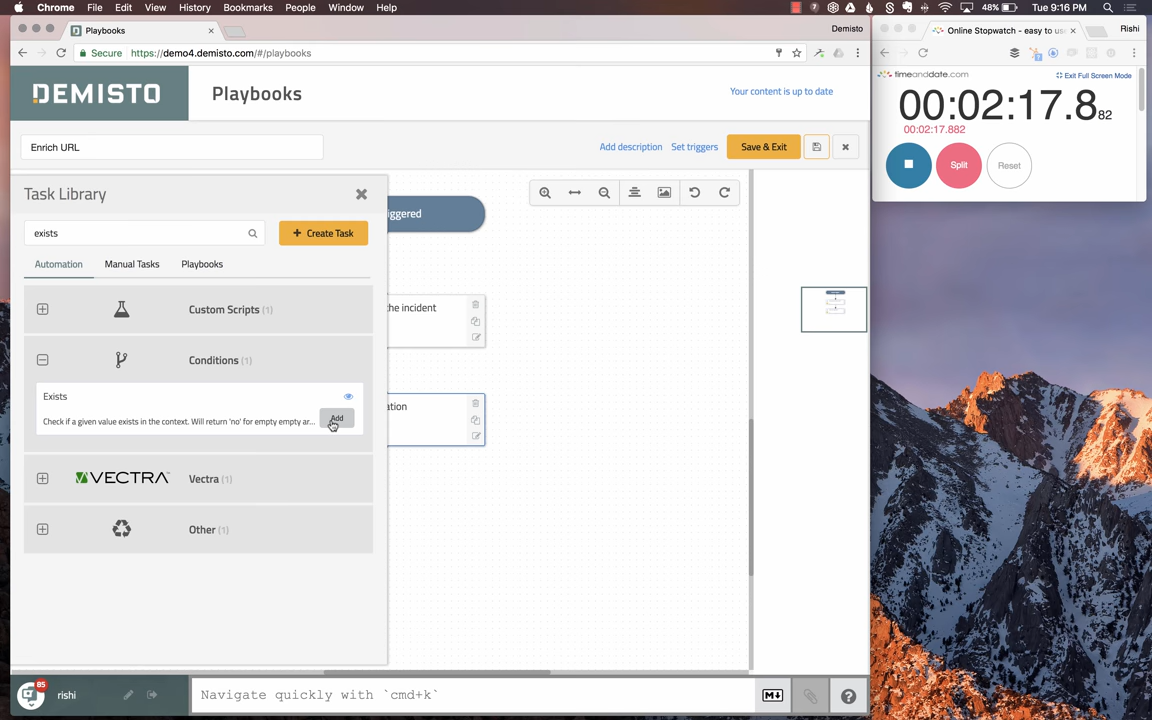 Chrome File Edit View History Bookmarks People Window Help
7 48% Tue 9:16 PM
Playbooks
Demisto
Secure https://demo4.demisto.com/#/playbooks
DEMISTO
Playbooks
Your content is up to date
Enrich URL
Add description
Set triggers
Save & Exit
Task Library
exists
+ Create Task
Automation
Manual Tasks
Playbooks
Custom Scripts (1)
Conditions (1)
Exists
Check if a given value exists in the context. Will return 'no' for empty empty ar...
Add
VECTRA
Vectra (1)
Other (1)
iggered
he incident
ation
85
rishi
Navigate quickly with `cmd+k`
Online Stopwatch - easy to use
Rishi
timeanddate.com
Exit Full Screen Mode
00:02:17.882
00:02:17.882
Split
Reset